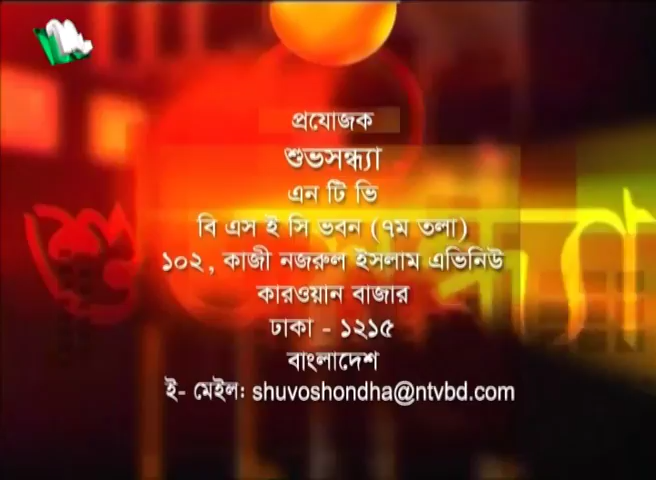 প্রযোজক
শুভসন্ধ্যা
এন টি ভি
বি এস ই সি ভবন (৭ম তলা)
১০২, কাজী নজরুল ইসলাম এভিনিউ
কারওয়ান বাজার
ঢাকা - ১২১৫
বাংলাদেশ
ই- মেইল: shuvoshondha@ntvbd.com